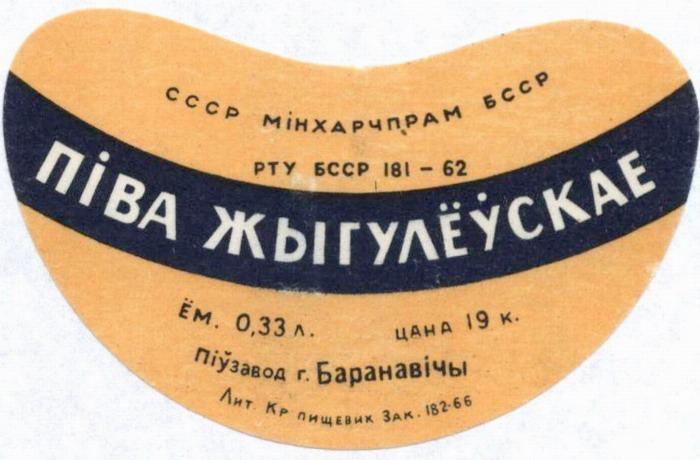 СССР МІНХАРЧПРАМ БССР
РТУ БССР 181 – 62
ПІВА ЖЫГУЛЁЎСКАЕ
ЁМ. 0,33 л. ЦАНА 19 к.
Піўзавод г. Баранавічы
Лит. Кр пищевик Зак. 182-66